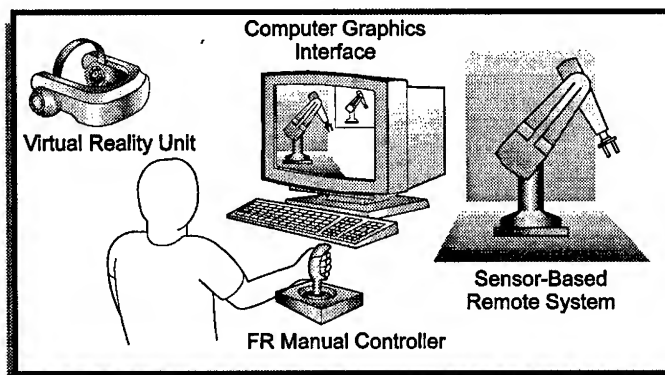 Computer Graphics
Interface
Virtual Reality Unit
Sensor-Based
Remote System
FR Manual Controller